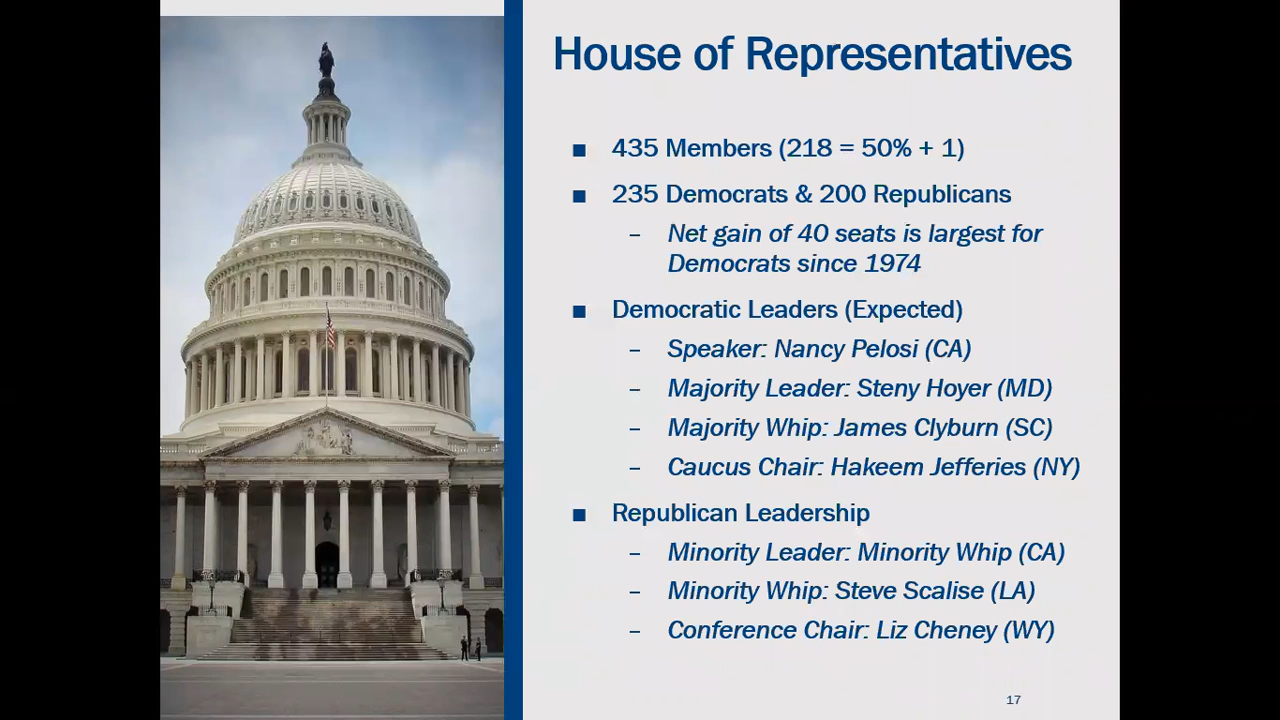 House of Representatives
■ 435 Members (218 = 50% + 1)
■ 235 Democrats & 200 Republicans
– Net gain of 40 seats is largest for
Democrats since 1974
■ Democratic Leaders (Expected)
– Speaker: Nancy Pelosi (CA)
– Majority Leader: Steny Hoyer (MD)
– Majority Whip: James Clyburn (SC)
– Caucus Chair: Hakeem Jefferies (NY)
■ Republican Leadership
– Minority Leader: Minority Whip (CA)
– Minority Whip: Steve Scalise (LA)
– Conference Chair: Liz Cheney (WY)
17